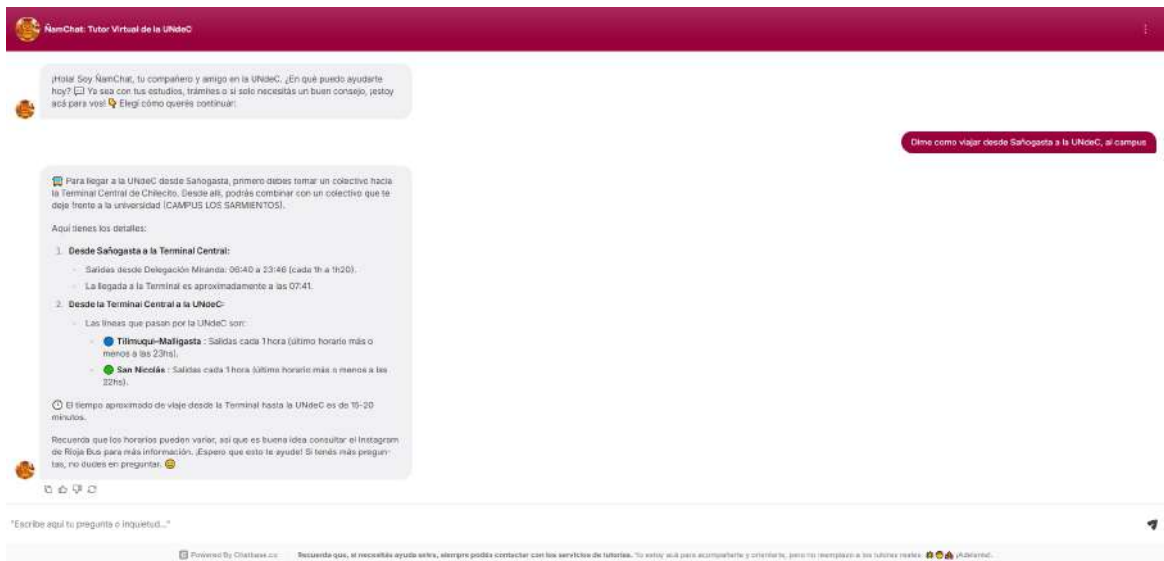 ÑamChat: Tutor Virtual de la UNdeC
¡Hola! Soy ÑamChat, tu compañero y amigo en la UNdeC. ¿En qué puedo ayudarte
hoy? 💬 Ya sea con tus estudios, trámites o si solo necesitás un buen consejo, ¡estoy
acá para vos! 👇 Elegí cómo querés continuar:
Dime como viajar desde Sañogasta a la UNdeC, al campus
🚍 Para llegar a la UNdeC desde Sañogasta, primero debes tomar un colectivo hacia
la Terminal Central de Chilecito. Desde allí, podrás combinar con un colectivo que te
deje frente a la universidad (CAMPUS LOS SARMIENTOS).
Aquí tienes los detalles:
1. Desde Sañogasta a la Terminal Central:
Salidas desde Delegación Miranda: 06:40 a 23:46 (cada 1h a 1h20).
La llegada a la Terminal es aproximadamente a las 07:41.
2. Desde la Terminal Central a la UNdeC:
Las líneas que pasan por la UNdeC son:
🔵 Tilimuqui-Malligasta : Salidas cada 1 hora (último horario más o
menos a las 23hs).
🟢 San Nicolás : Salidas cada 1 hora (último horario más o menos a las
22hs).
🕐 El tiempo aproximado de viaje desde la Terminal hasta la UNdeC es de 15-20
minutos.
Recuerda que los horarios pueden variar, así que es buena idea consultar el Instagram
de Rioja Bus para más información. ¡Espero que esto te ayude! Si tenés más pregun-
tas, no dudes en preguntar. 😊
"Escribe aquí tu pregunta o inquietud..."
Powered By Chatbase.co Recuerda que, si necesitás ayuda extra, siempre podés contactar con los servicios de tutorías. Yo estoy acá para acompañarte y orientarte, pero no reemplazo a los tutores reales. ¡Adelante!.